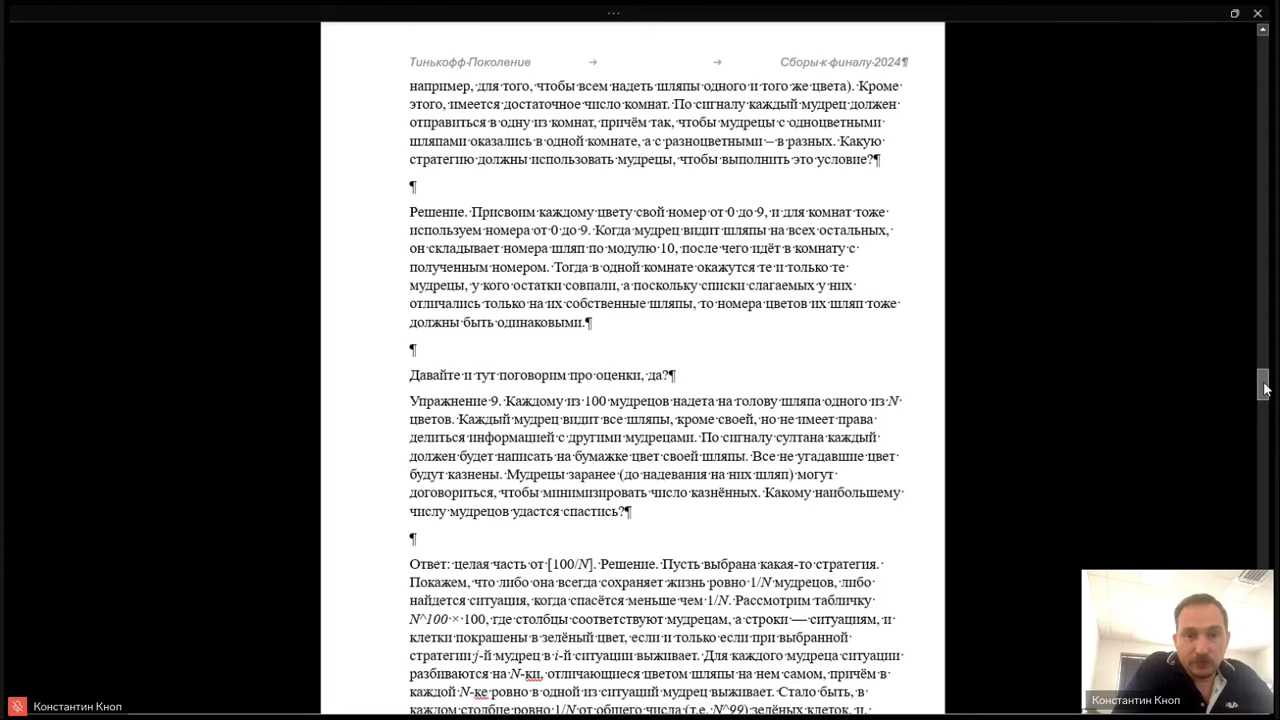 Тинькофф·Поколение → → Сборы·к·финалу·2024¶
например, для того, чтобы всем надеть шляпы одного и того же цвета). Кроме
этого, имеется достаточное число комнат. По сигналу каждый мудрец должен
отправиться в одну из комнат, причём так, чтобы мудрецы с одноцветными
шляпами оказались в одной комнате, а с разноцветными – в разных. Какую
стратегию должны использовать мудрецы, чтобы выполнить это условие?¶
¶
Решение. Присвоим каждому цвету свой номер от 0 до 9, и для комнат тоже
используем номера от 0 до 9. Когда мудрец видит шляпы на всех остальных,
он складывает номера шляп по модулю 10, после чего идёт в комнату с
полученным номером. Тогда в одной комнате окажутся те и только те
мудрецы, у кого остатки совпали, а поскольку списки слагаемых у них
отличались только на их собственные шляпы, то номера цветов их шляп тоже
должны быть одинаковыми.¶
¶
Давайте и тут поговорим про оценки, да?¶
Упражнение 9. Каждому из 100 мудрецов надета на голову шляпа одного из N
цветов. Каждый мудрец видит все шляпы, кроме своей, но не имеет права
делиться информацией с другими мудрецами. По сигналу султана каждый
должен будет написать на бумажке цвет своей шляпы. Все не угадавшие цвет
будут казнены. Мудрецы заранее (до надевания на них шляп) могут
договориться, чтобы минимизировать число казнённых. Какому наибольшему
числу мудрецов удастся спастись?¶
¶
Ответ: целая часть от [100/N]. Решение. Пусть выбрана какая-то стратегия.
Покажем, что либо она всегда сохраняет жизнь ровно 1/N мудрецов, либо
найдется ситуация, когда спасётся меньше чем 1/N. Рассмотрим табличку
N^100 × 100, где столбцы соответствуют мудрецам, а строки — ситуациям, и
клетки покрашены в зелёный цвет, если и только если при выбранной
стратегии j-й мудрец в i-й ситуации выживает. Для каждого мудреца ситуации
разбиваются на N-ки, отличающиеся цветом шляпы на нем самом, причём в
каждой N-ке ровно в одной из ситуаций мудрец выживает. Стало быть, в
каждом столбце ровно 1/N от общего числа (т.е. N^99) зелёных клеток, и
Константин Кноп
Константин Кноп